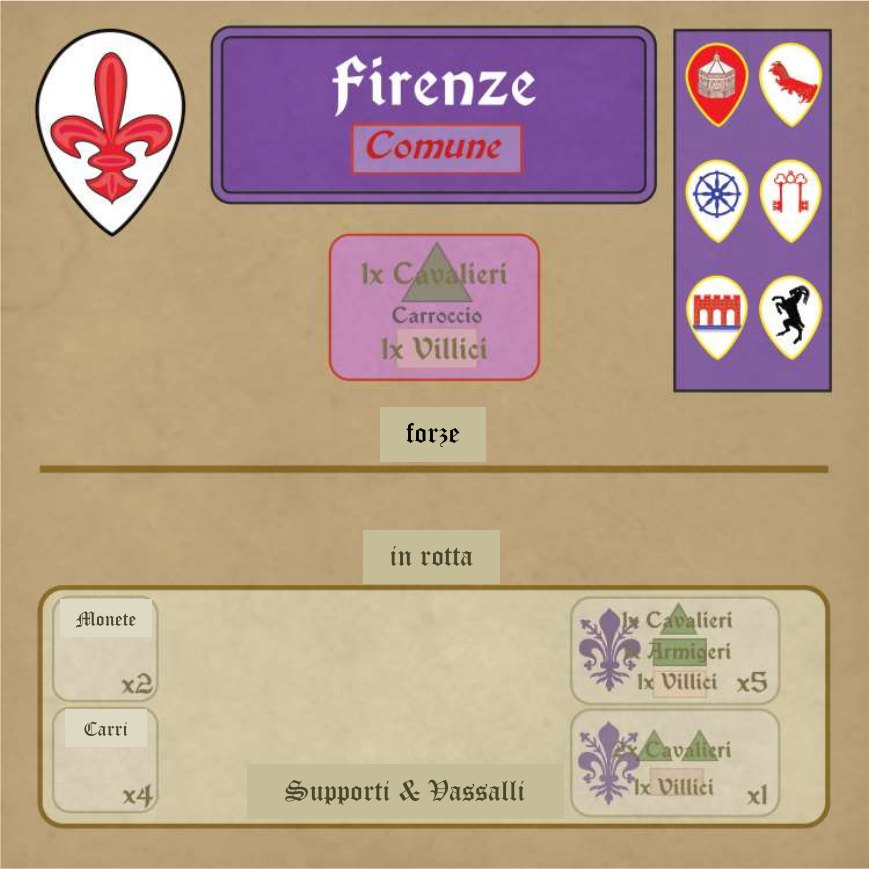 Firenze
Comune
1x Cavalieri
Carroccio
1x Villici
forze
in rotta
Monete
x2
Carri
x4
Supporti & Vassalli
1x Cavalieri
1x Armigeri
1x Villici x5
2x Cavalieri
1x Villici x1